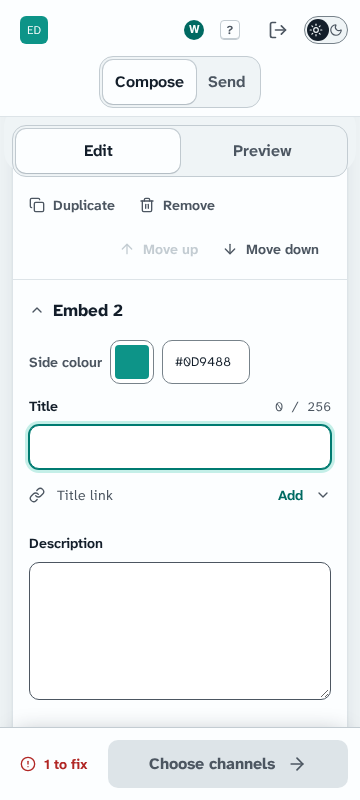 ED
W
?
Compose
Send
Edit
Preview
Duplicate
Remove
Move up
Move down
Embed 2
Side colour
#0D9488
Title
0 / 256
Title link
Add
Description
1 to fix
Choose channels